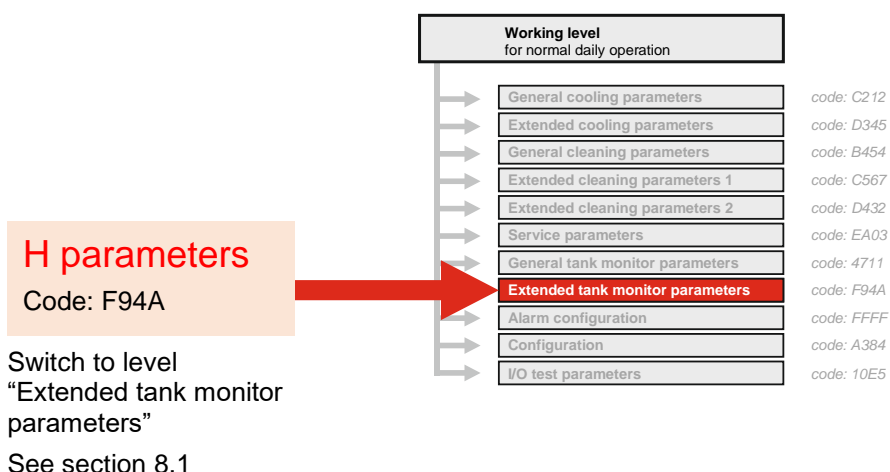 Working level
for normal daily operation
General cooling parameters code: C212
Extended cooling parameters code: D345
General cleaning parameters code: B454
Extended cleaning parameters 1 code: C567
Extended cleaning parameters 2 code: D432
Service parameters code: EA03
General tank monitor parameters code: 4711
Extended tank monitor parameters code: F94A
Alarm configuration code: FFFF
Configuration code: A384
I/O test parameters code: 10E5
H parameters
Code: F94A
Switch to level
“Extended tank monitor
parameters”
See section 8.1